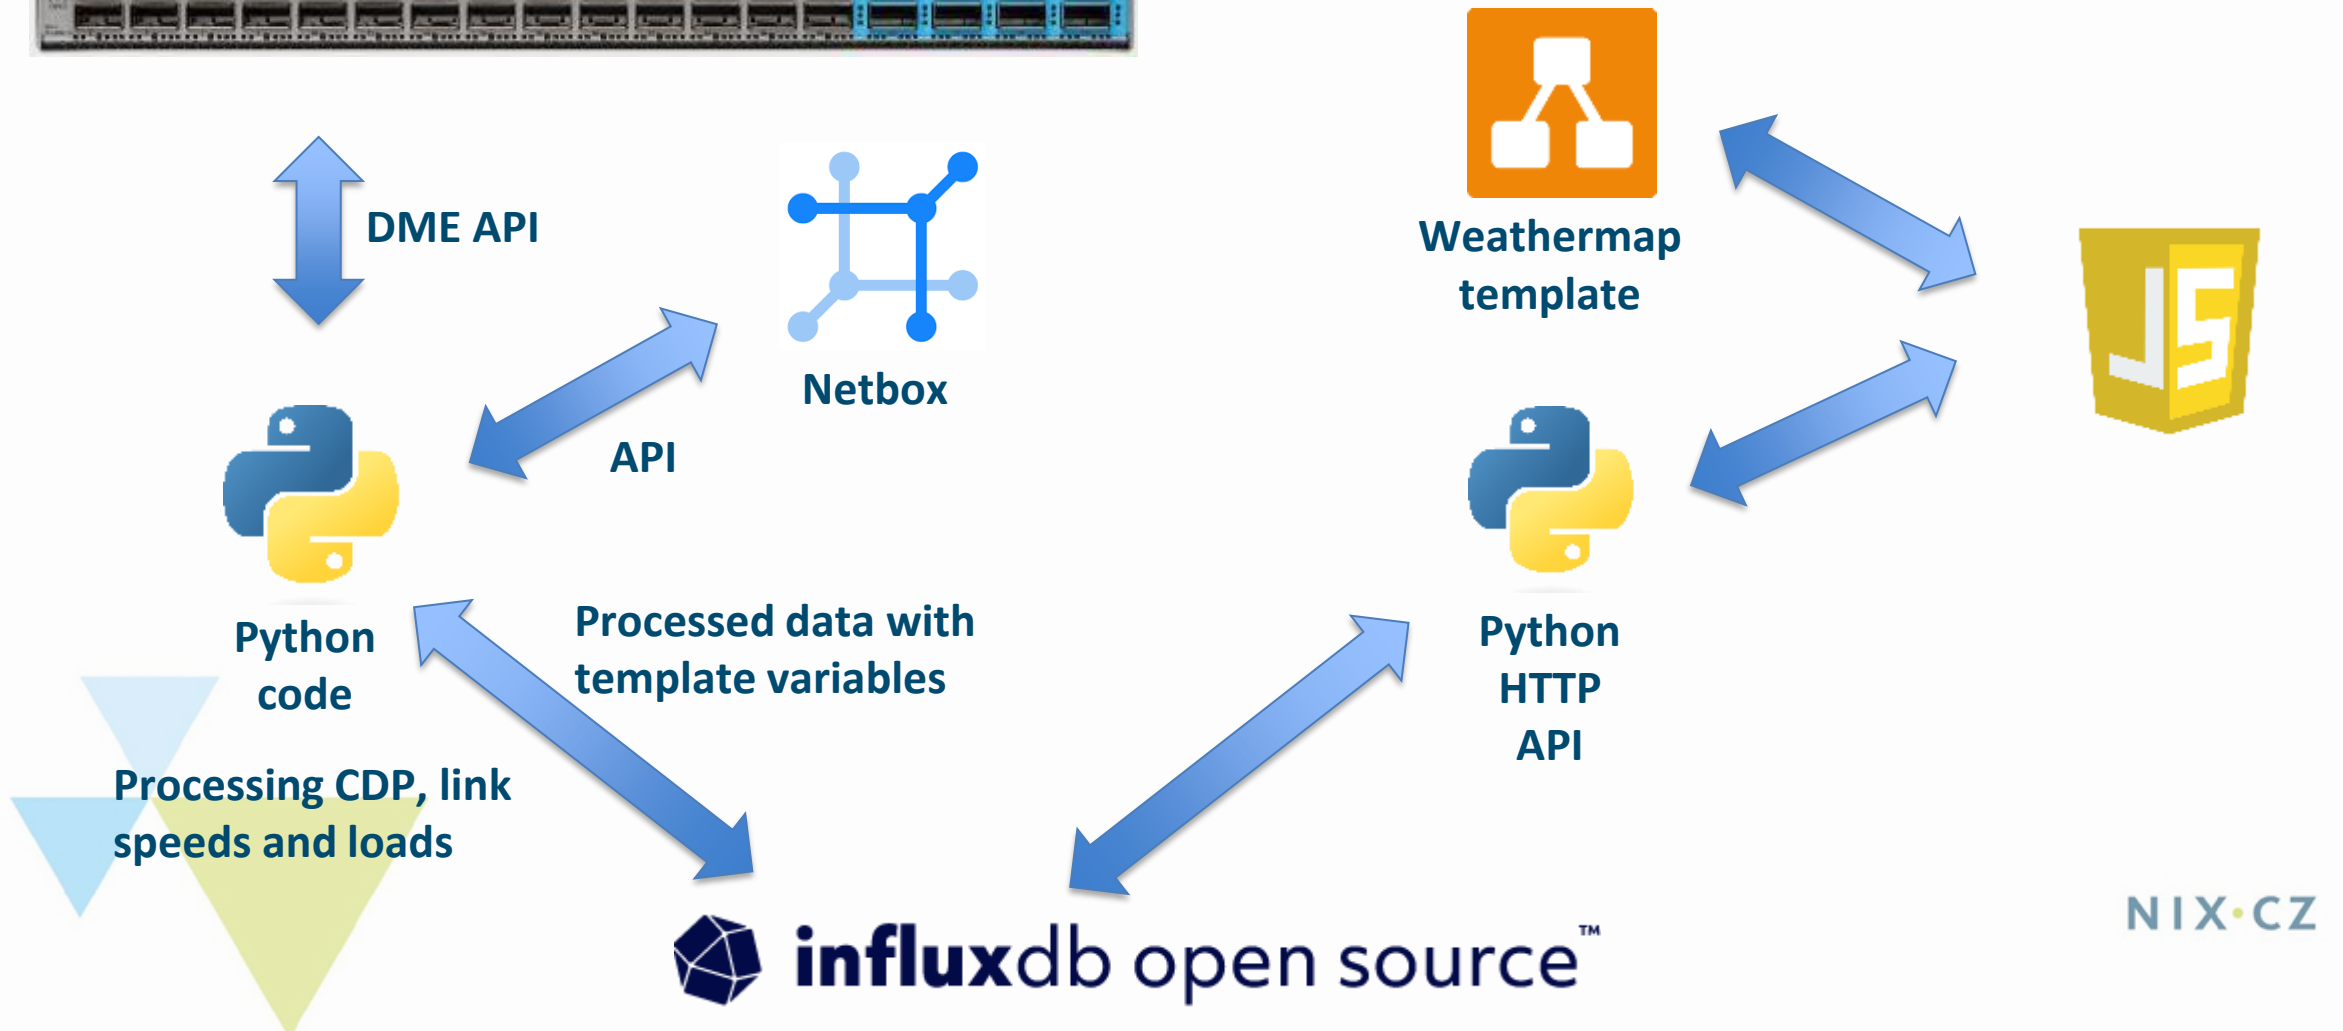 DME API
Netbox
API
Python
code
Processing CDP, link
speeds and loads
Processed data with
template variables
Weathermap
template
JS
Python
HTTP
API
influxdb open source™
NIX·CZ